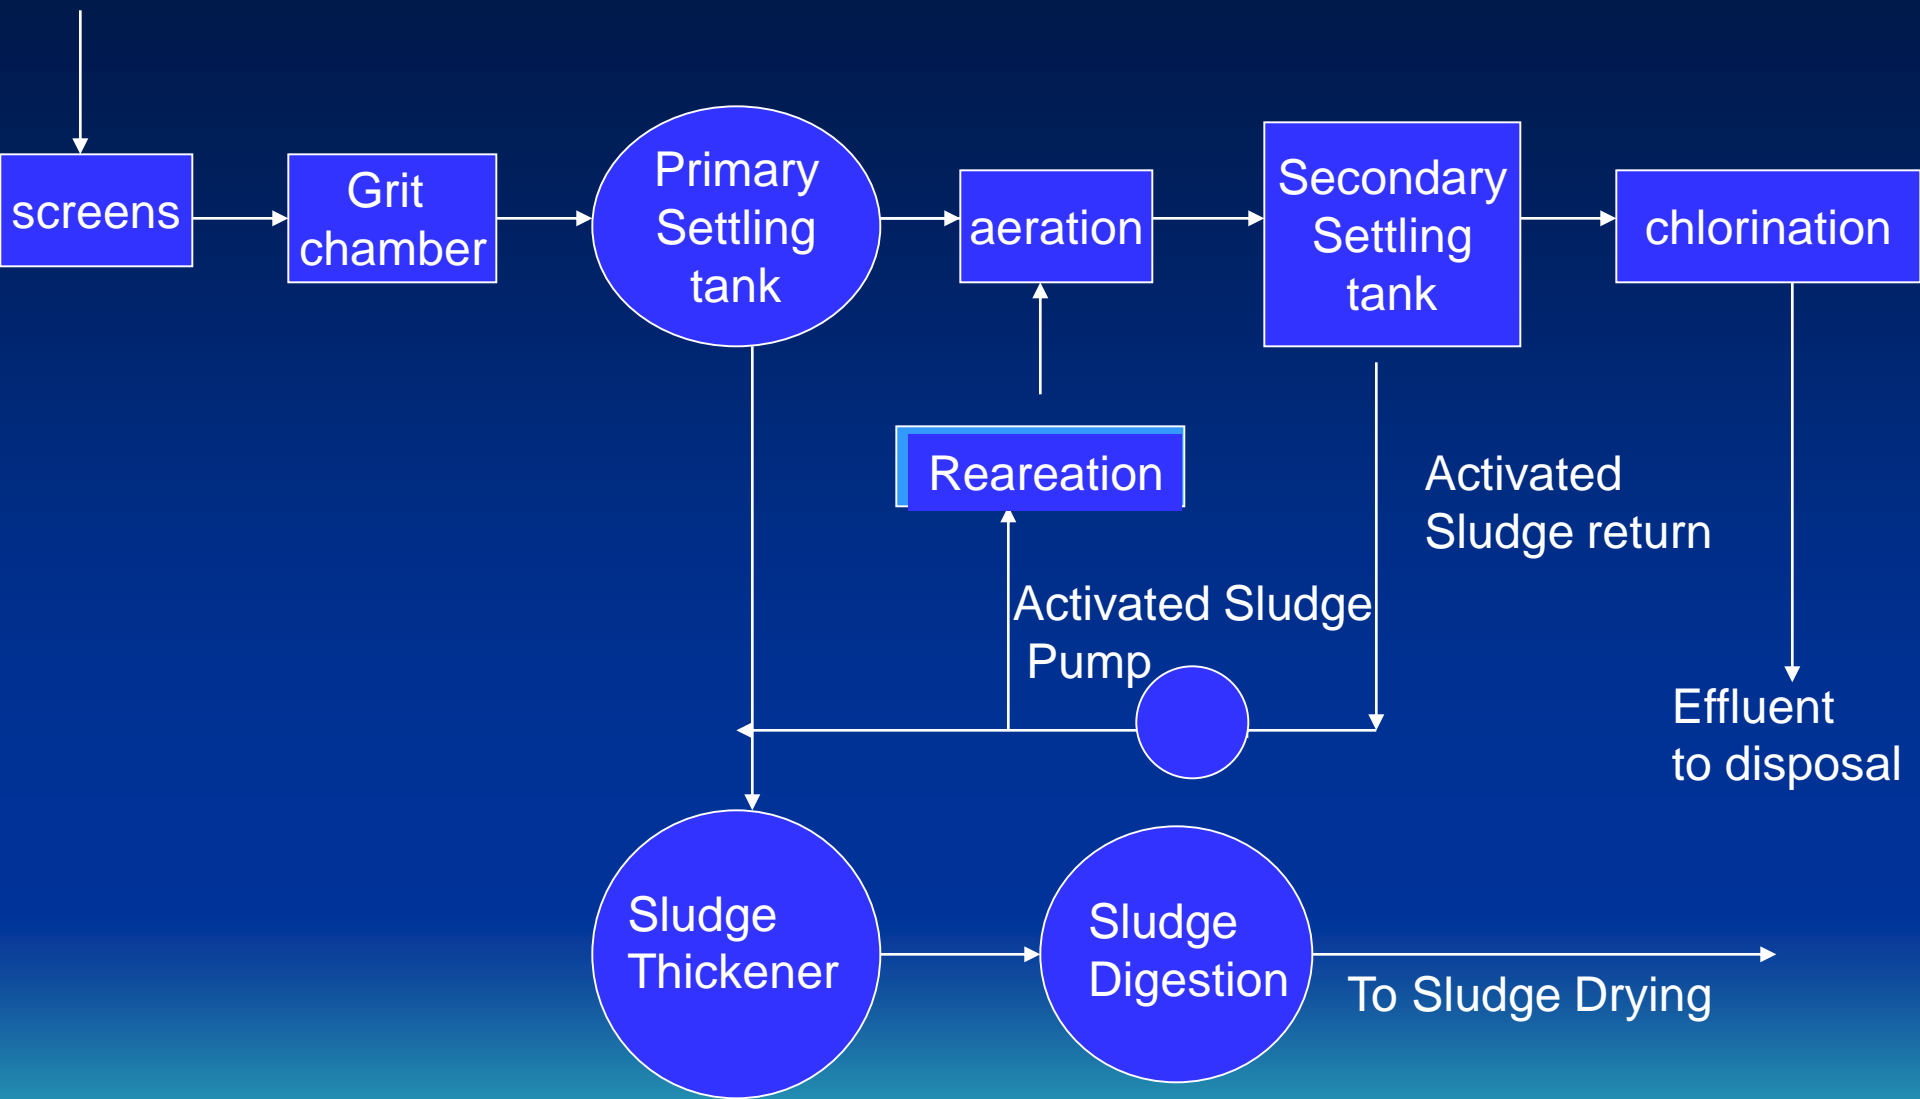 screens
Grit
chamber
Primary
Settling
tank
aeration
Secondary
Settling
tank
chlorination
Reareation
Activated
Sludge return
Activated Sludge
Pump
Effluent
to disposal
Sludge
Thickener
Sludge
Digestion
To Sludge Drying